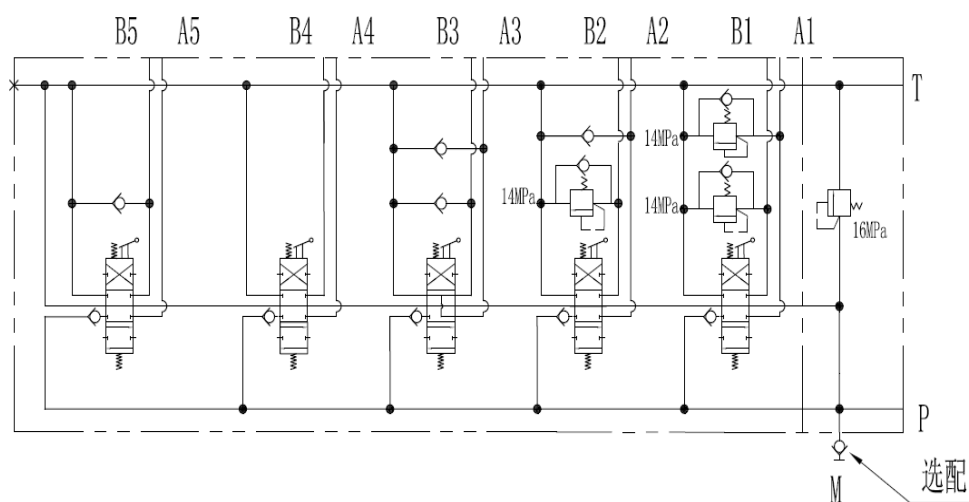 B5 A5 B4 A4 B3 A3 B2 A2 B1 A1
T
14MPa
14MPa
14MPa
16MPa
P
M
选配